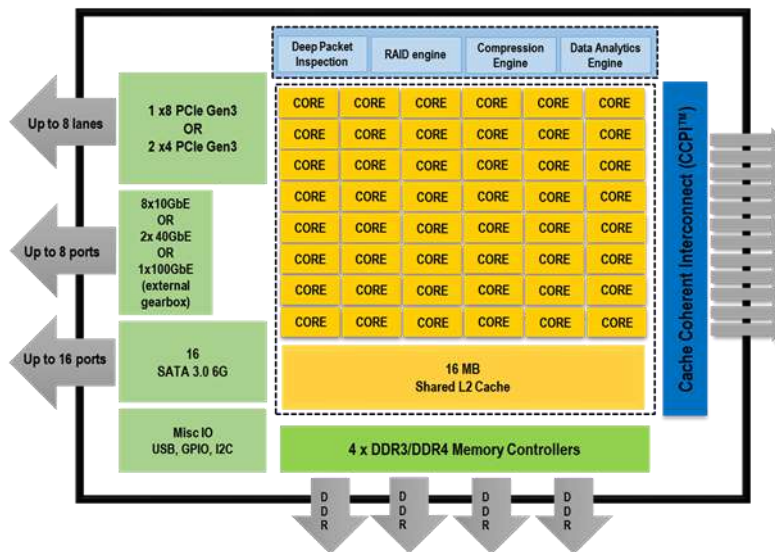 Deep Packet
Inspection
RAID engine
Compression
Engine
Data Analytics
Engine
Up to 8 lanes
1 x8 PCIe Gen3
OR
2 x4 PCIe Gen3
CORE CORE CORE CORE CORE CORE
CORE CORE CORE CORE CORE CORE
CORE CORE CORE CORE CORE CORE
CORE CORE CORE CORE CORE CORE
CORE CORE CORE CORE CORE CORE
CORE CORE CORE CORE CORE CORE
CORE CORE CORE CORE CORE CORE
CORE CORE CORE CORE CORE CORE
Cache Coherent Interconnect (CCPI™)
Up to 8 ports
8x10GbE
OR
2x 40GbE
OR
1x100GbE
(external
gearbox)
Up to 16 ports
16
SATA 3.0 6G
16 MB
Shared L2 Cache
Misc IO
USB, GPIO, I2C
4 x DDR3/DDR4 Memory Controllers
DDR
DDR
DDR
DDR